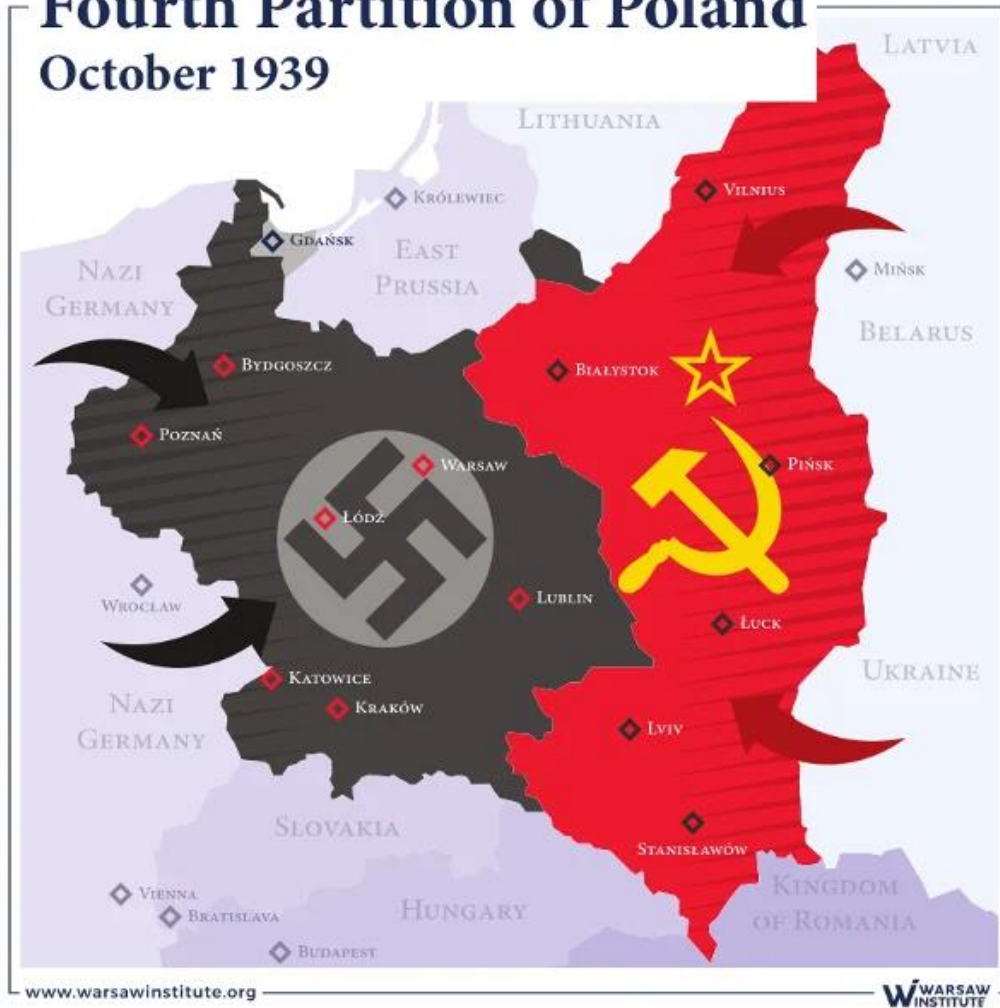 Fourth Partition of Poland
October 1939
LATVIA
LITHUANIA
VILNIUS
KRÓLEWIEC
GDAŃSK
EAST
PRUSSIA
NAZI
GERMANY
MIŃSK
BELARUS
BYDGOSZCZ
BIAŁYSTOK
POZNAŃ
WARSAW
PIŃSK
ŁÓDŹ
WROCŁAW
LUBLIN
ŁUCK
KATOWICE
KRAKÓW
UKRAINE
NAZI
GERMANY
LVIV
SLOVAKIA
STANISŁAWÓW
VIENNA
BRATISLAVA
HUNGARY
KINGDOM
OF ROMANIA
BUDAPEST
www.warsawinstitute.org
WARSAW
INSTITUTE